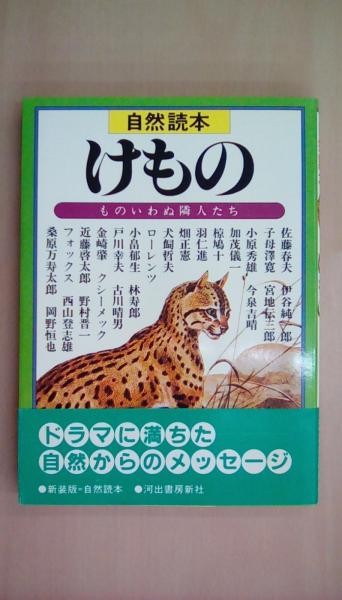 自然読本
けもの
ものいわぬ隣人たち
佐藤春夫 伊谷純一郎
子母澤寛 宮地伝三郎
小原秀雄 今泉吉晴
加茂儀一
椋鳩十
羽仁進
畑正憲
犬飼哲夫
ローレンツ
小畠郁生 林寿郎
戸川幸夫 古川晴男
金崎肇 クシーメック
近藤啓太郎 野村晋一
フォックス 西山登志雄
桑原万寿太郎 岡野恒也
ドラマに満ちた
自然からのメッセージ
●新装版=自然読本 ●河出書房新社